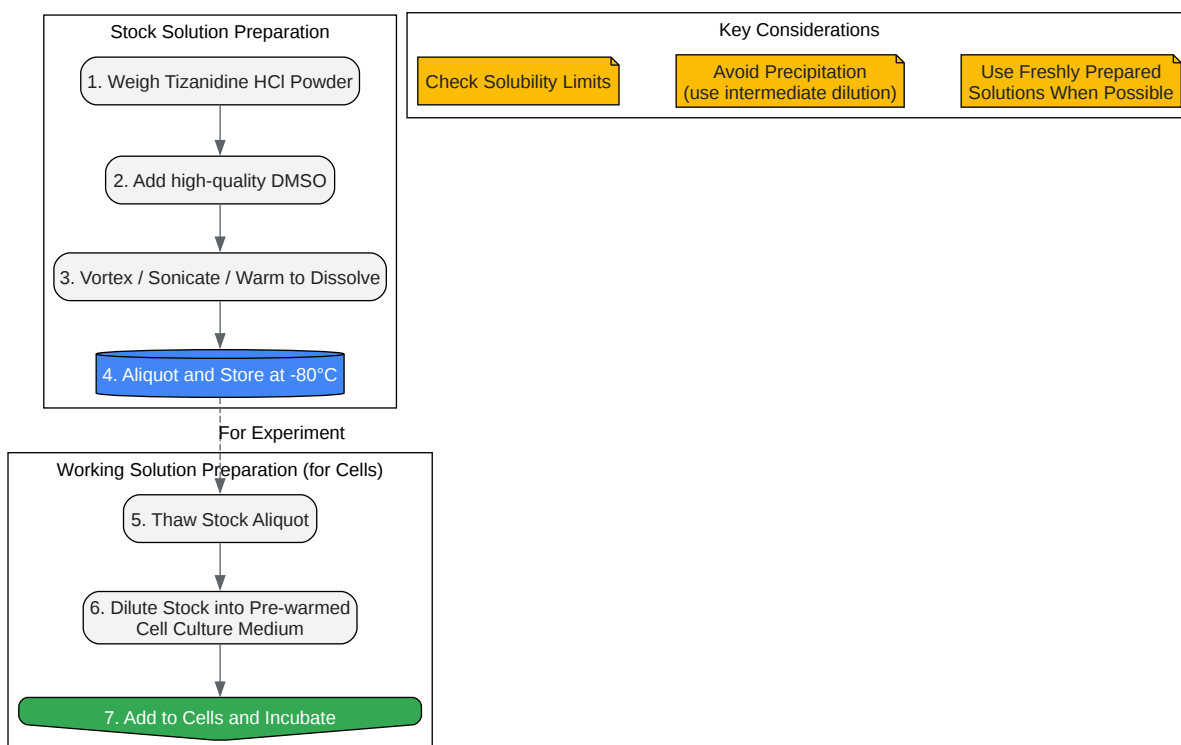 Stock Solution Preparation
1. Weigh Tizanidine HCl Powder
2. Add high-quality DMSO
3. Vortex / Sonicate / Warm to Dissolve
4. Aliquot and Store at -80°C
For Experiment
Working Solution Preparation (for Cells)
5. Thaw Stock Aliquot
6. Dilute Stock into Pre-warmed
Cell Culture Medium
7. Add to Cells and Incubate
Key Considerations
Check Solubility Limits
Avoid Precipitation
(use intermediate dilution)
Use Freshly Prepared
Solutions When Possible